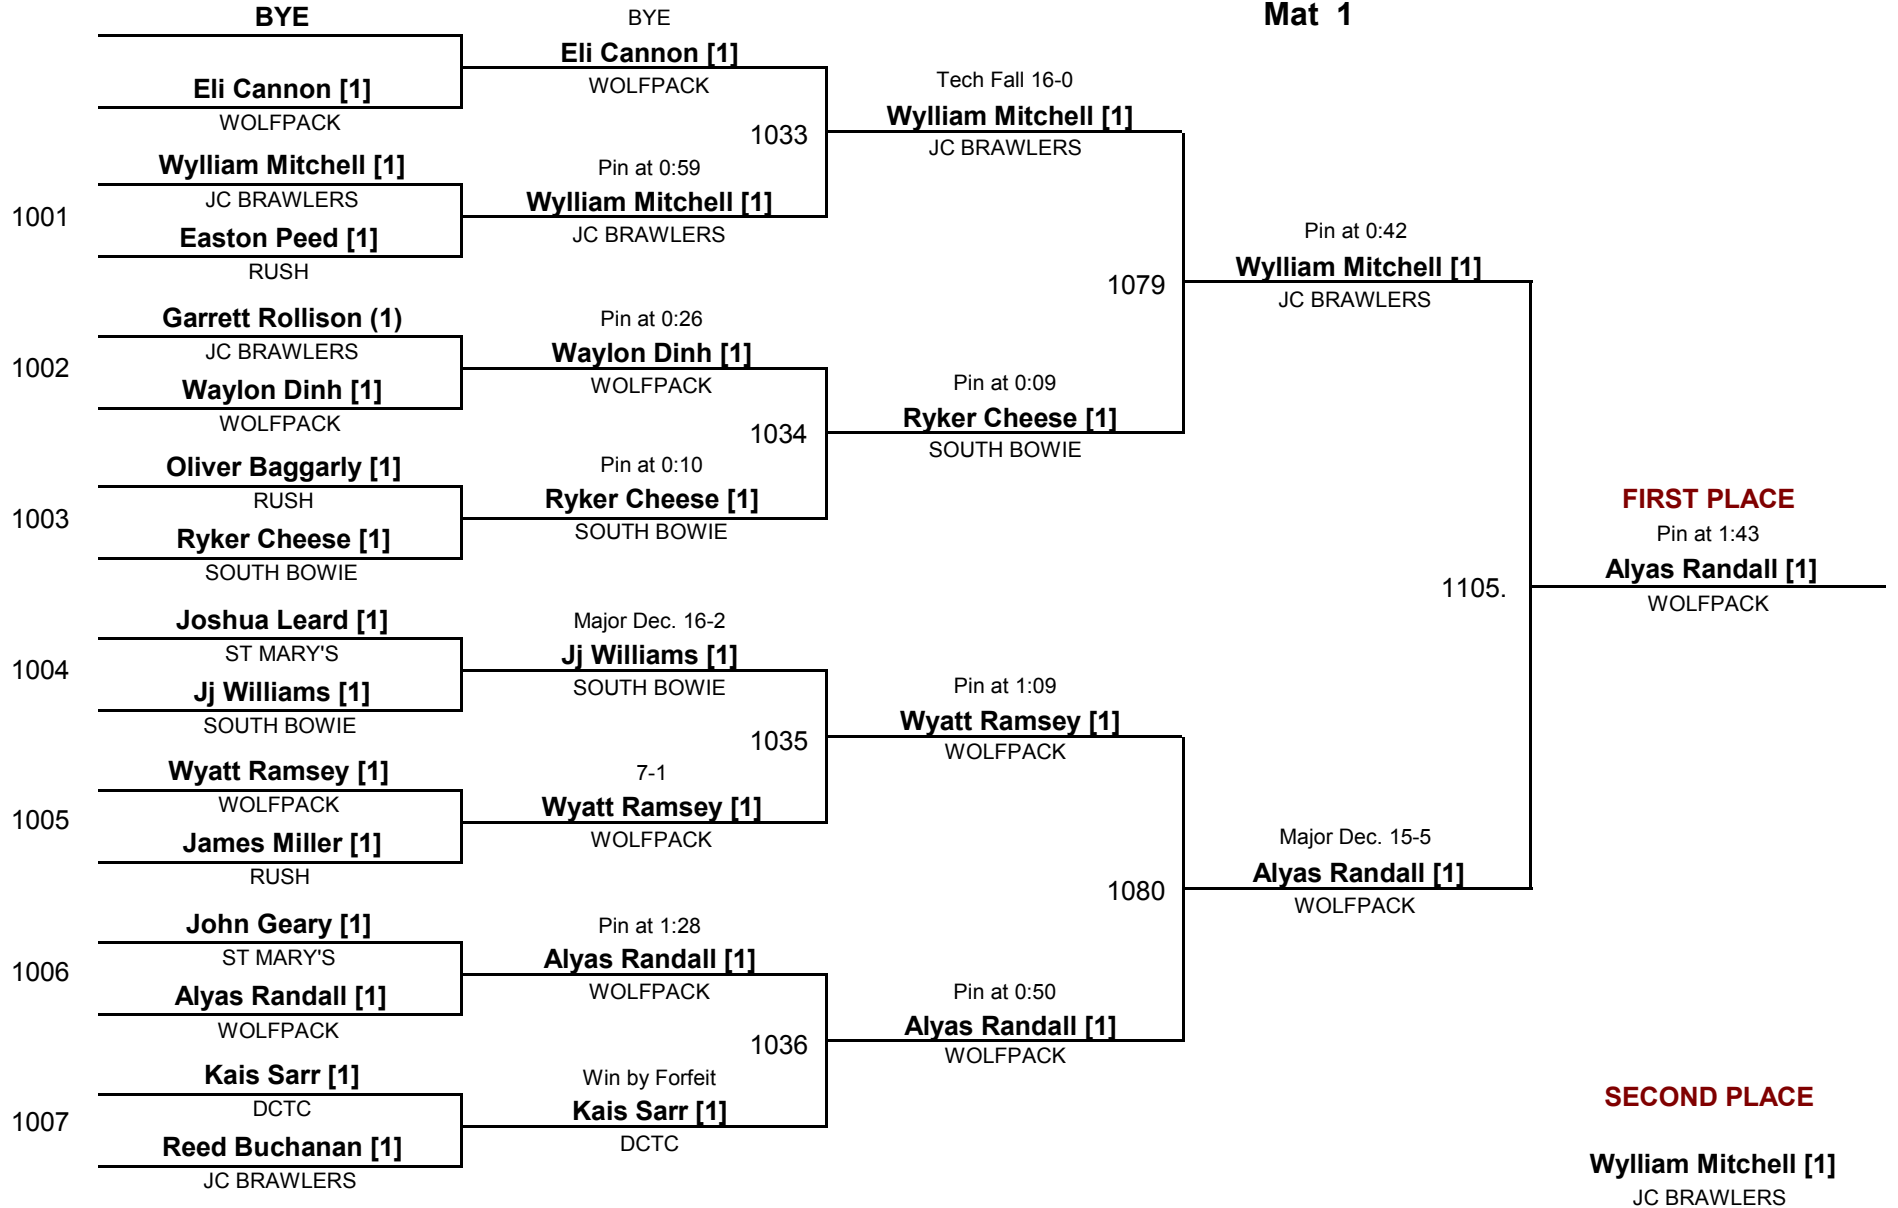 BYE
BYE
Mat 1
Eli Cannon [1]
WOLFPACK
Eli Cannon [1]
WOLFPACK
1033
Tech Fall 16-0
Wylliam Mitchell [1]
JC BRAWLERS
Wylliam Mitchell [1]
JC BRAWLERS
1001
Easton Peed [1]
RUSH
Pin at 0:59
Wylliam Mitchell [1]
JC BRAWLERS
1079
Pin at 0:42
Wylliam Mitchell [1]
JC BRAWLERS
Garrett Rollison (1)
JC BRAWLERS
1002
Waylon Dinh [1]
WOLFPACK
Pin at 0:26
Waylon Dinh [1]
WOLFPACK
1034
Pin at 0:09
Ryker Cheese [1]
SOUTH BOWIE
Oliver Baggarly [1]
RUSH
1003
Ryker Cheese [1]
SOUTH BOWIE
Pin at 0:10
Ryker Cheese [1]
SOUTH BOWIE
FIRST PLACE
Pin at 1:43
Alyas Randall [1]
WOLFPACK
1105.
Joshua Leard [1]
ST MARY'S
1004
Jj Williams [1]
SOUTH BOWIE
Major Dec. 16-2
Jj Williams [1]
SOUTH BOWIE
1035
Pin at 1:09
Wyatt Ramsey [1]
WOLFPACK
Wyatt Ramsey [1]
WOLFPACK
1005
James Miller [1]
RUSH
7-1
Wyatt Ramsey [1]
WOLFPACK
1080
Major Dec. 15-5
Alyas Randall [1]
WOLFPACK
John Geary [1]
ST MARY'S
1006
Alyas Randall [1]
WOLFPACK
Pin at 1:28
Alyas Randall [1]
WOLFPACK
1036
Pin at 0:50
Alyas Randall [1]
WOLFPACK
Kais Sarr [1]
DCTC
1007
Reed Buchanan [1]
JC BRAWLERS
Win by Forfeit
Kais Sarr [1]
DCTC
SECOND PLACE
Wylliam Mitchell [1]
JC BRAWLERS